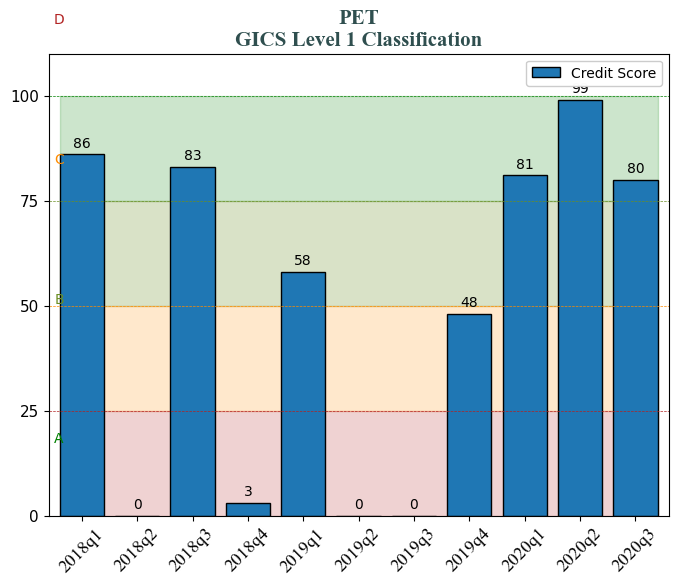 D
PET
GICS Level 1 Classification
Credit Score
100
99
86
C
83
81
80
75
58
50
B
48
25
A
3
0
0
0
0
2018q1
2018q2
2018q3
2018q4
2019q1
2019q2
2019q3
2019q4
2020q1
2020q2
2020q3